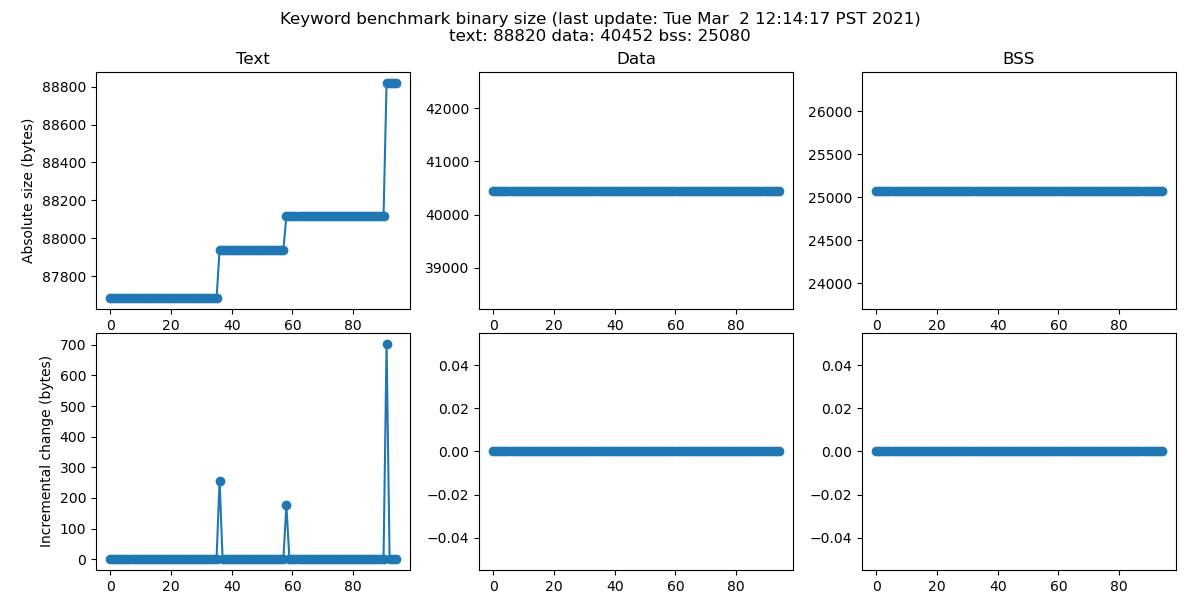 Keyword benchmark binary size (last update: Tue Mar  2 12:14:17 PST 2021)
text: 88820 data: 40452 bss: 25080
Text
Data
BSS
Absolute size (bytes)
88800
88600
88400
88200
88000
87800
0 20 40 60 80
42000
41000
40000
39000
0 20 40 60 80
26000
25500
25000
24500
24000
0 20 40 60 80
Incremental change (bytes)
700
600
500
400
300
200
100
0
0 20 40 60 80
0.04
0.02
0.00
−0.02
−0.04
0 20 40 60 80
0.04
0.02
0.00
−0.02
−0.04
0 20 40 60 80